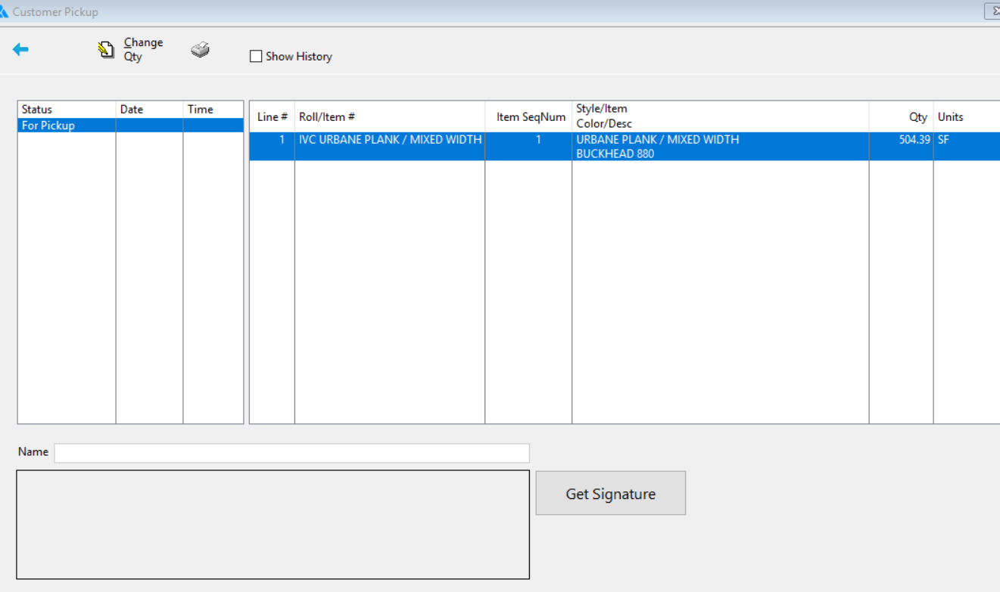 Customer Pickup
Change
Qty
Show History
Status Date Time
For Pickup
Line # Roll/Item # Item SeqNum Style/Item Qty Units
Color/Desc
1 IVC URBANE PLANK / MIXED WIDTH 1 URBANE PLANK / MIXED WIDTH 504.39 SF
BUCKHEAD 880
Name
Get Signature